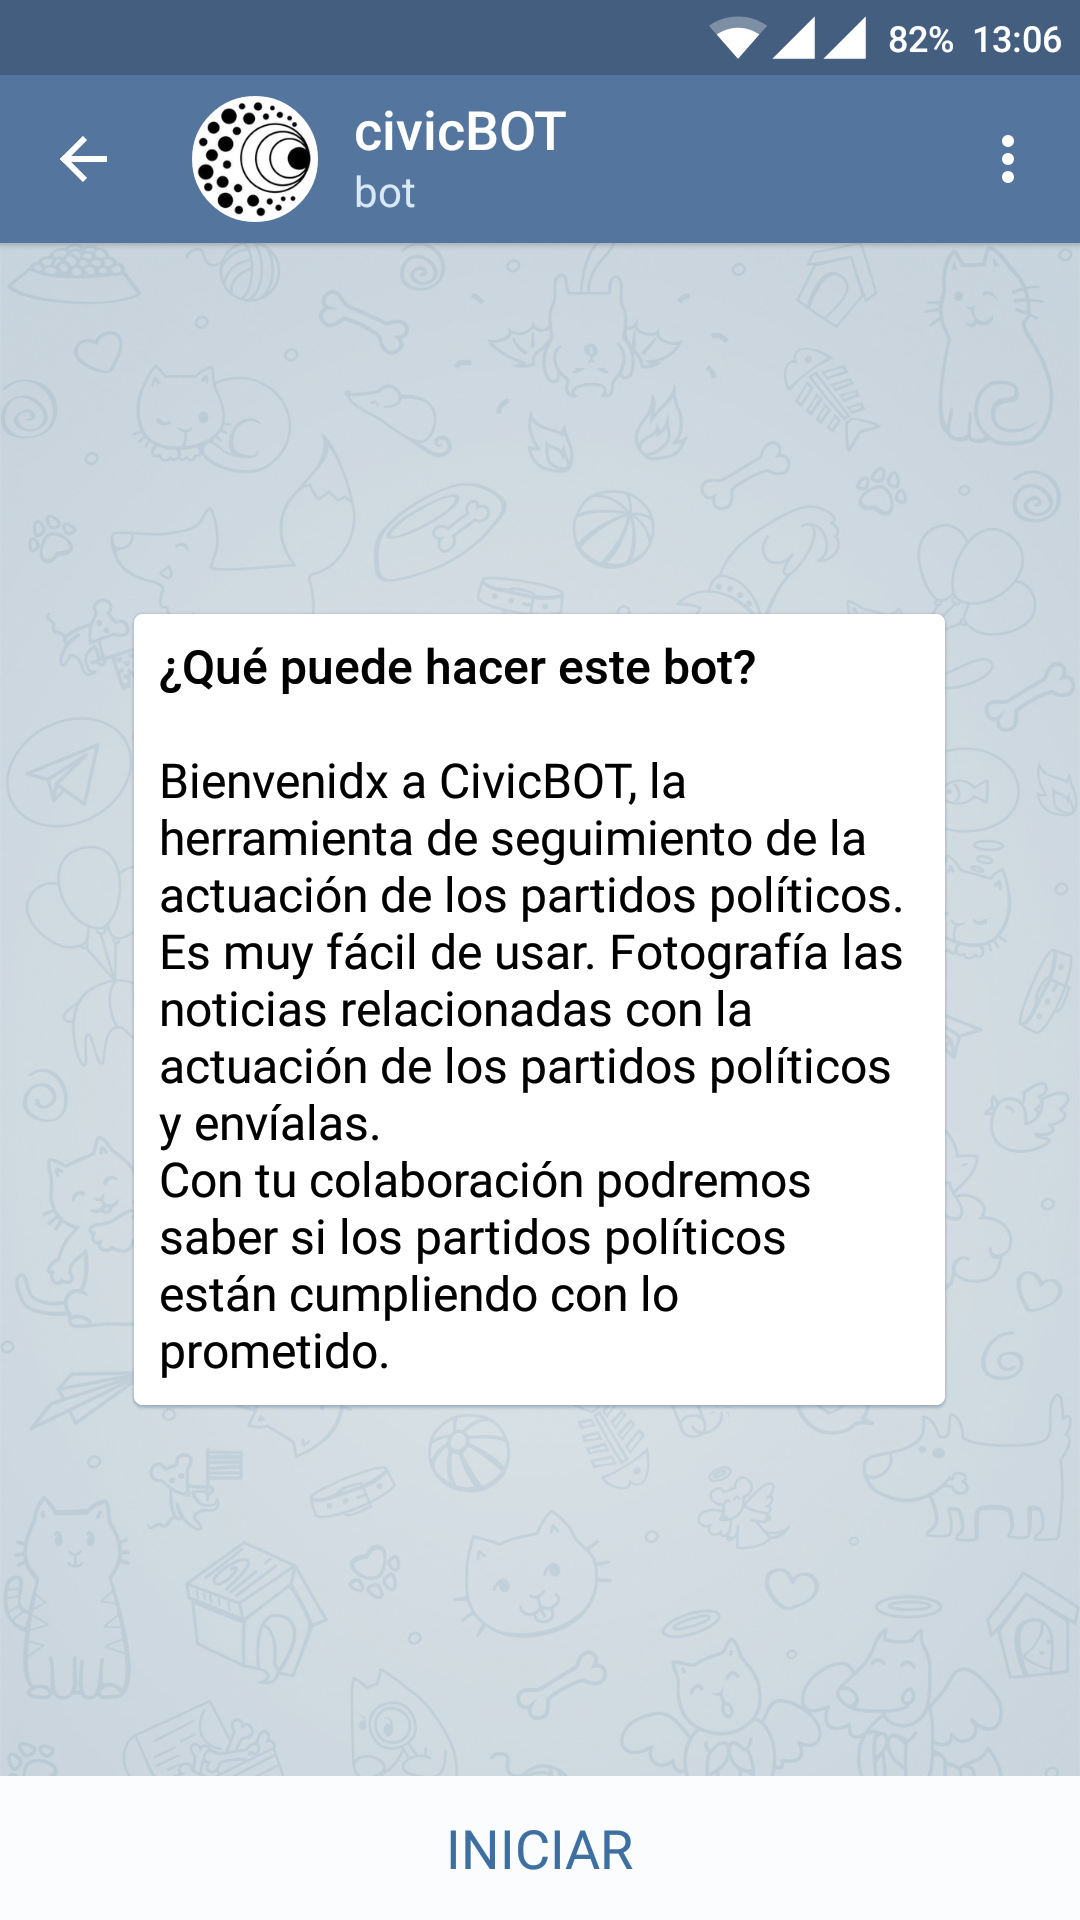 82% 13:06
civicBOT
bot
¿Qué puede hacer este bot?
Bienvenidx a CivicBOT, la
herramienta de seguimiento de la
actuación de los partidos políticos.
Es muy fácil de usar. Fotografía las
noticias relacionadas con la
actuación de los partidos políticos
y envíalas.
Con tu colaboración podremos
saber si los partidos políticos
están cumpliendo con lo
prometido.
INICIAR